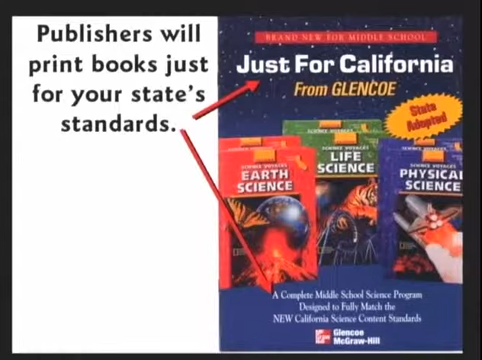 Publishers will
print books just
for your state's
standards.
BRAND NEW FOR MIDDLE SCHOOL
Just For California
From GLENCOE
State
Adopted
SCIENCE VOYAGES
EARTH
SCIENCE
SCIENCE VOYAGES
LIFE
SCIENCE
SCIENCE VOYAGES
PHYSICAL
SCIENCE
A Complete Middle School Science Program
Designed to Fully Match the
NEW California Science Content Standards
Glencoe
McGraw-Hill